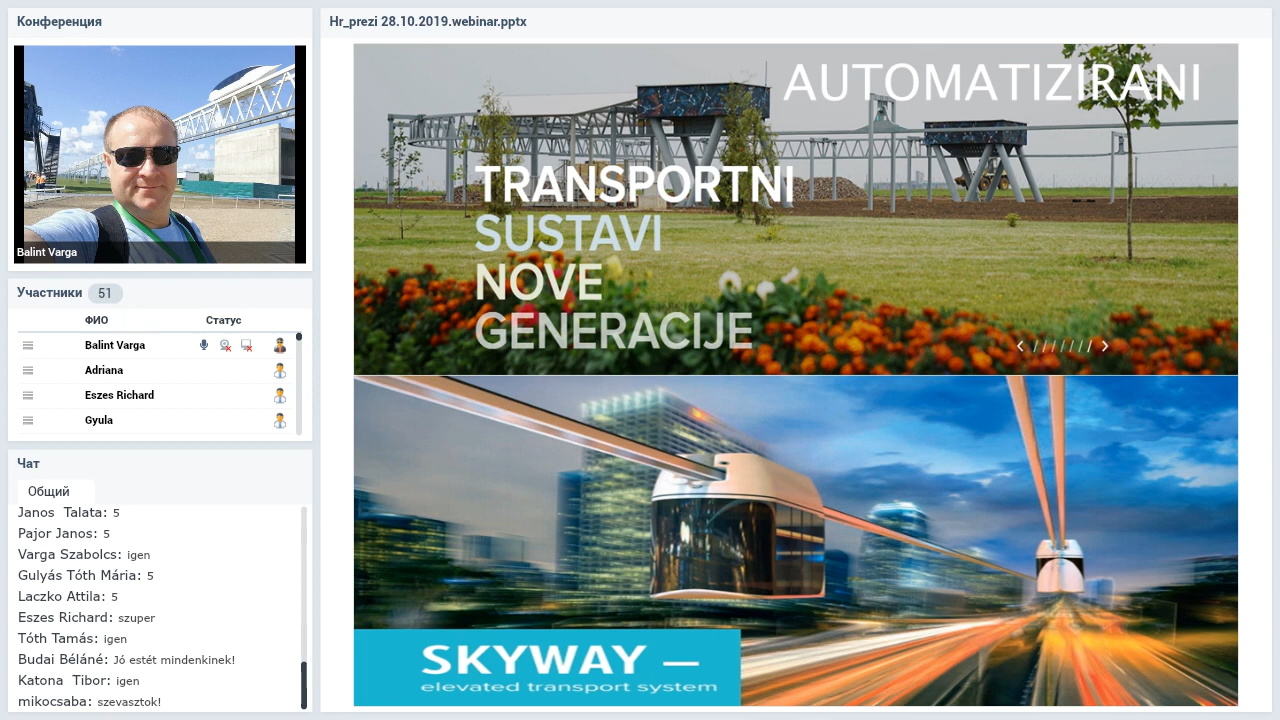 Конференция
Balint Varga
Участники 51
ФИО Статус
Balint Varga
Adriana
Eszes Richard
Gyula
Чат
Общий
Janos Talata: 5
Pajor Janos: 5
Varga Szabolcs: igen
Gulyás Tóth Mária: 5
Laczko Attila: 5
Eszes Richard: szuper
Tóth Tamás: igen
Budai Béláné: Jó estét mindenkinek!
Katona Tibor: igen
mikocsaba: szevasztok!
Hr_prezi 28.10.2019.webinar.pptx
AUTOMATIZIRANI
TRANSPORTNI
SUSTAVI
NOVE
GENERACIJE
SKYWAY —
elevated transport system